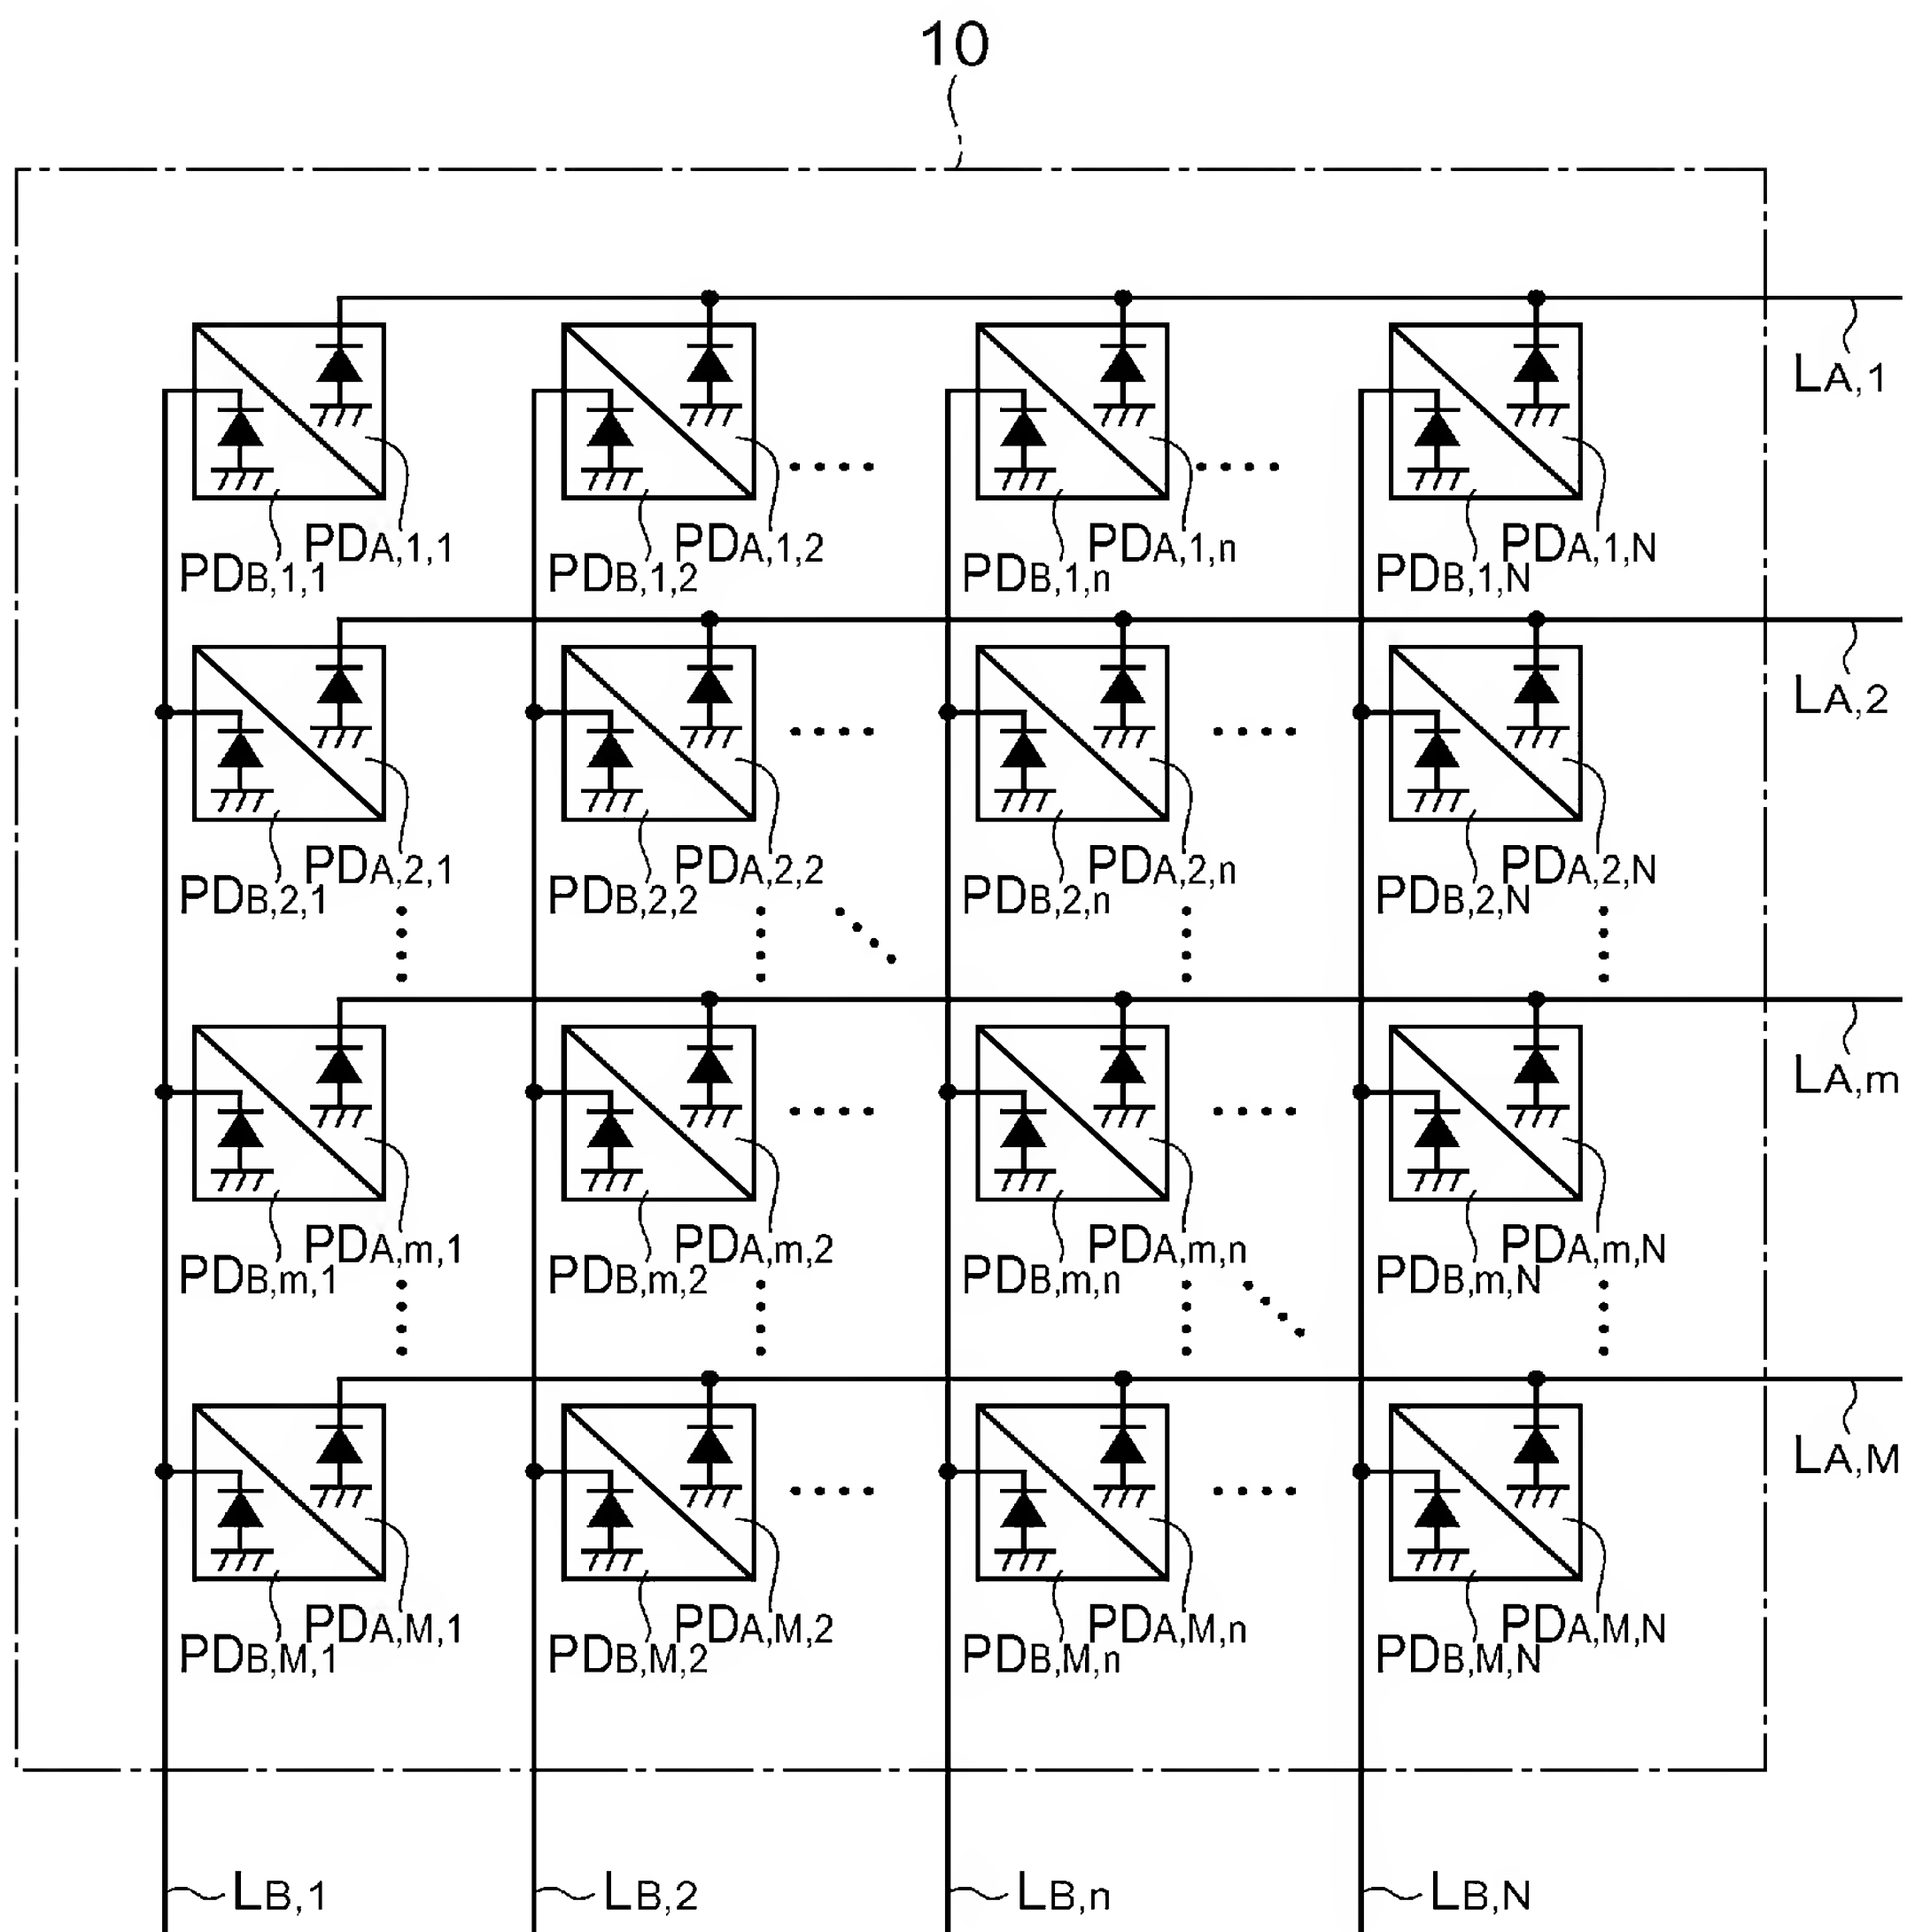 10
LA,1
PDA,1,1 PDA,1,2 PDA,1,n PDA,1,N
PDB,1,1 PDB,1,2 PDB,1,n PDB,1,N
LA,2
PDA,2,1 PDA,2,2 PDA,2,n PDA,2,N
PDB,2,1 PDB,2,2 PDB,2,n PDB,2,N
LA,m
PDA,m,1 PDA,m,2 PDA,m,n PDA,m,N
PDB,m,1 PDB,m,2 PDB,m,n PDB,m,N
LA,M
PDA,M,1 PDA,M,2 PDA,M,n PDA,M,N
PDB,M,1 PDB,M,2 PDB,M,n PDB,M,N
LB,1 LB,2 LB,n LB,N